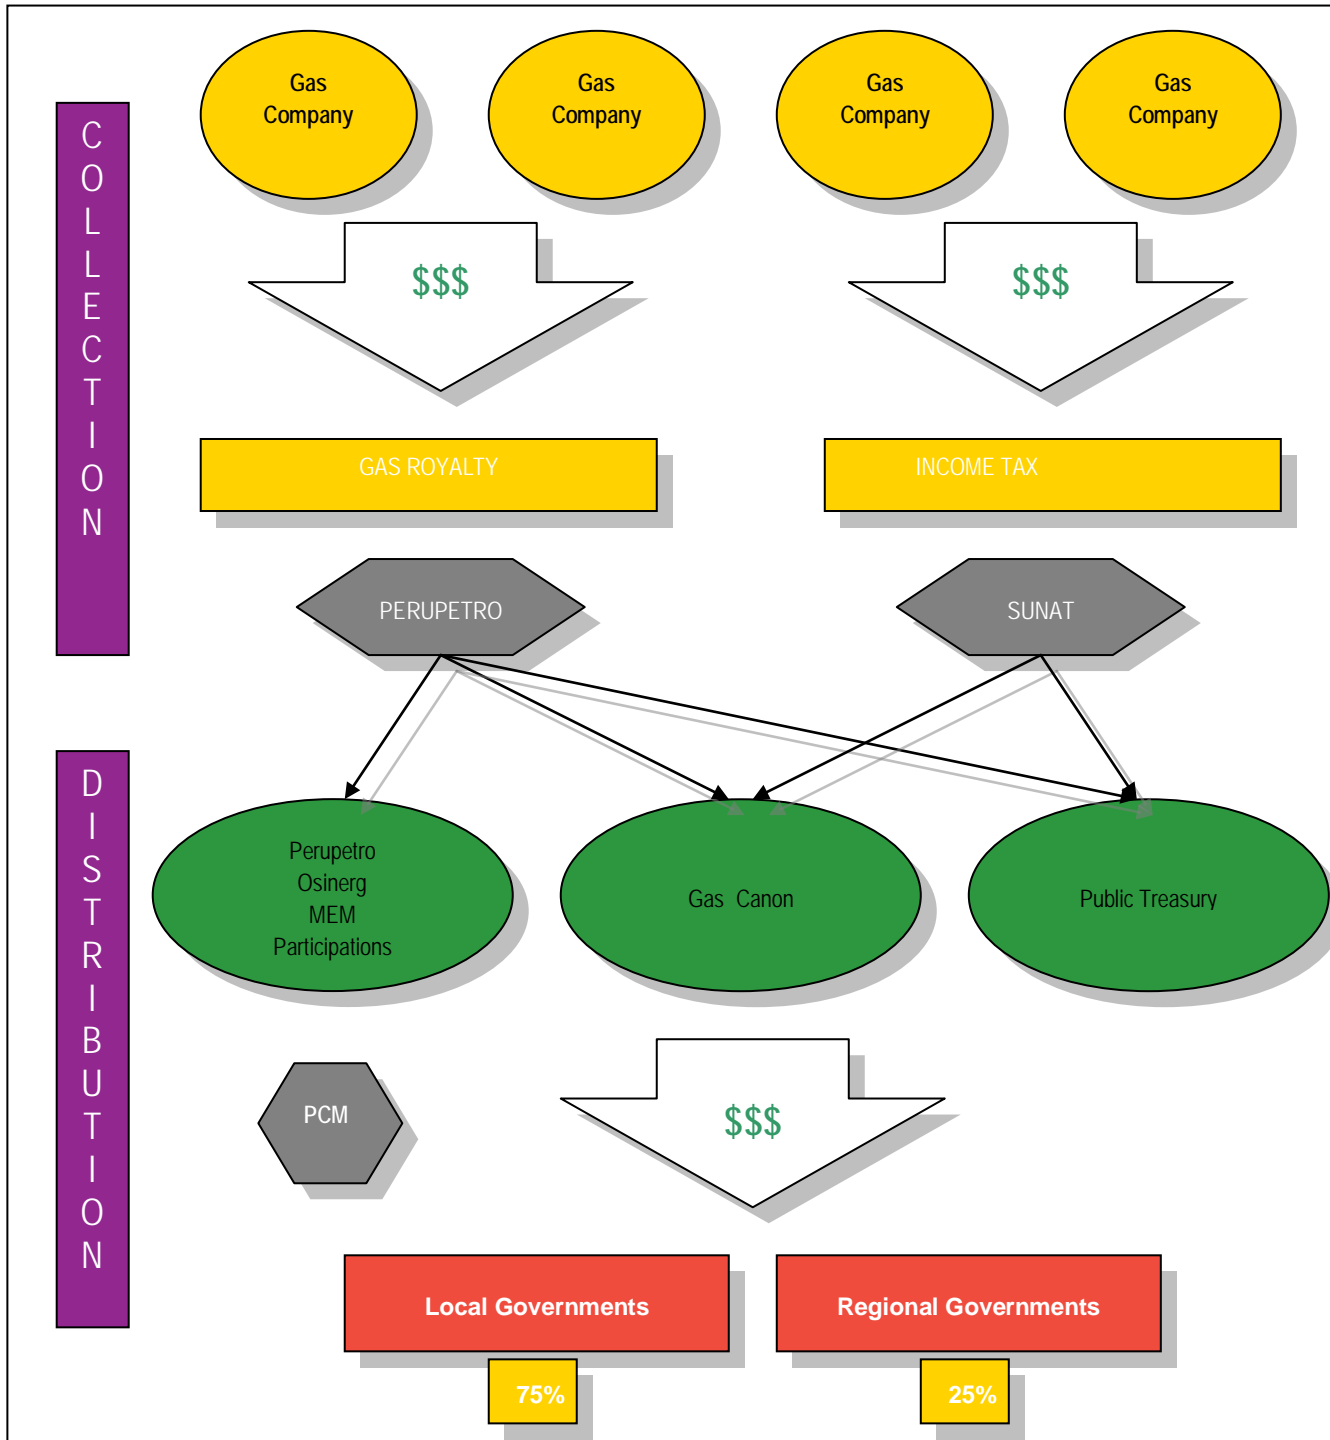 COLLECTION
Gas
Company
Gas
Company
Gas
Company
Gas
Company
$$$
$$$
GAS ROYALTY
INCOME TAX
PERUPETRO
SUNAT
DISTRIBUTION
Perupetro
Osinerg
MEM
Participations
Gas Canon
Public Treasury
PCM
$$$
Local Governments
Regional Governments
75%
25%